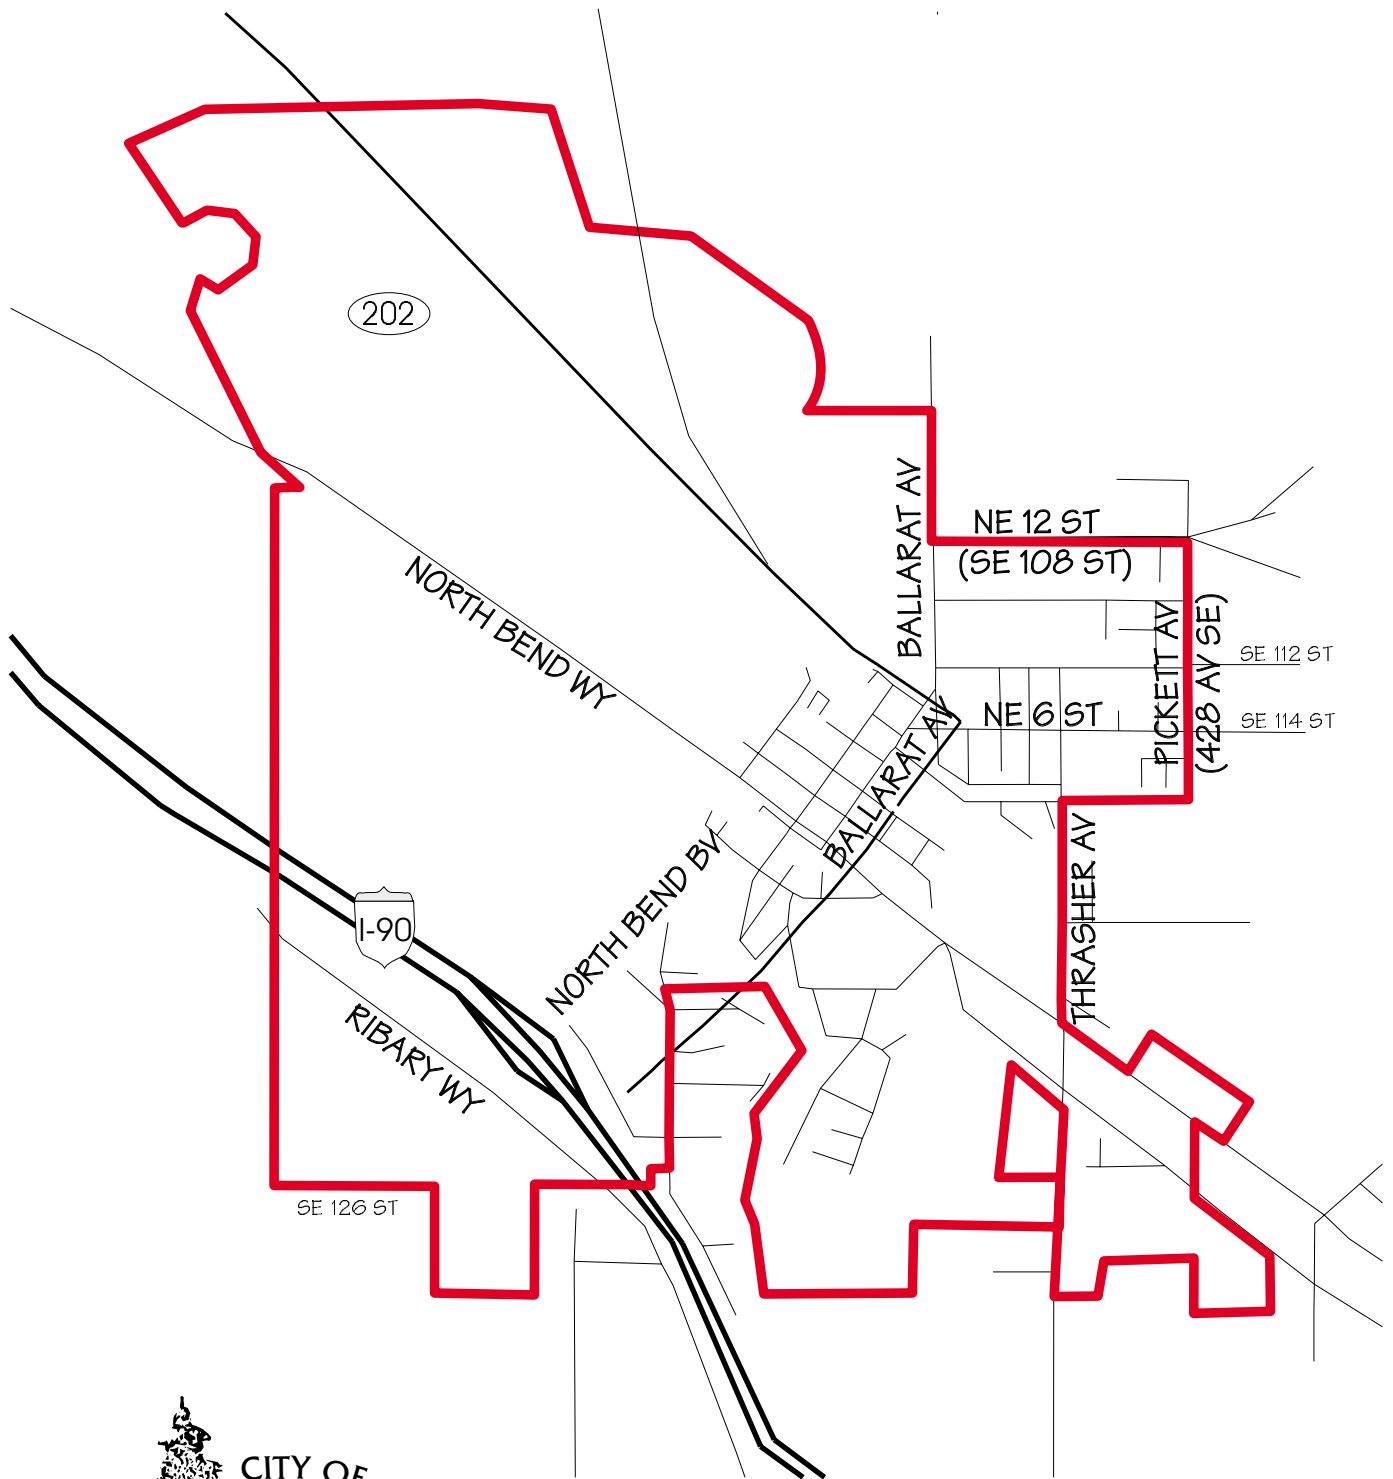 202
BALLARAT AV
NE 12 ST
(SE 108 ST)
NORTH BEND WY
PICKETT AV
(428 AV SE)
SE 112 ST
NE 6 ST
SE 114 ST
BALLARAT AV
NORTH BEND BV
THRASHER AV
I-90
RIBARY WY
SE 126 ST
CITY OF